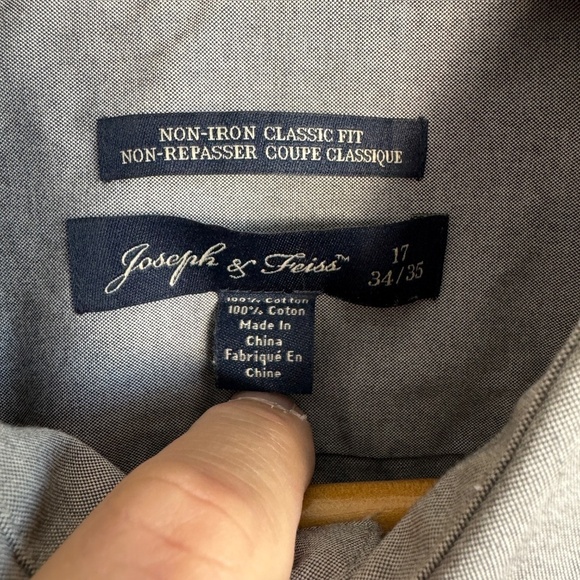 NON-IRON CLASSIC FIT
NON-REPASSER COUPE CLASSIQUE
Joseph & Feiss™
17
34/35
100% Cotton
100% Coton
Made In
China
Fabriqué En
Chine